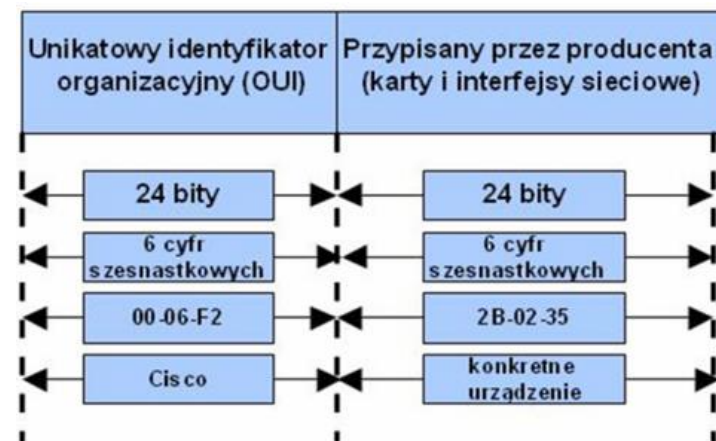 Unikatowy identyfikator
organizacyjny (OUI)
Przypisany przez producenta
(karty i interfejsy sieciowe)
24 bity
24 bity
6 cyfr
szesnastkowych
6 cyfr
szesnastkowych
00-06-F2
2B-02-35
Cisco
konkretne
urządzenie